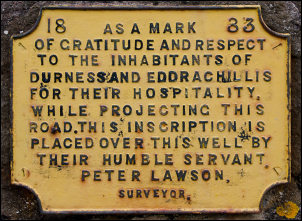 18 AS A MARK 83
OF GRATITUDE AND RESPECT
TO THE INHABITANTS OF
DURNESS AND EDDRACHILLIS
FOR THEIR HOSPITALITY,
WHILE PROJECTING THIS
ROAD. THIS INSCRIPTION IS
PLACED OVER THIS WELL BY
THEIR HUMBLE SERVANT
PETER LAWSON,
SURVEYOR.